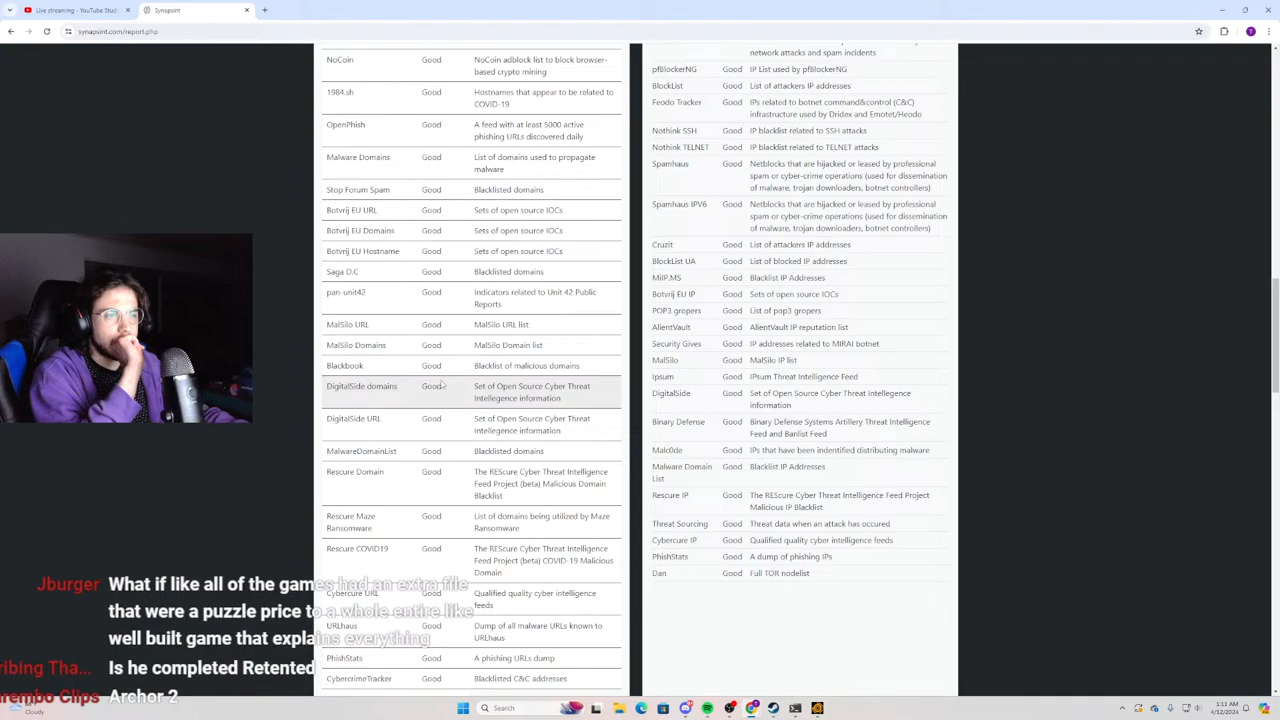 Live streaming - YouTube Stud
Synapsint
synapsint.com/report.php
NoCoin Good NoCoin adblock list to block browser-
based crypto mining
1984.sh Good Hostnames that appear to be related to
COVID-19
OpenPhish Good A feed with at least 5000 active
phishing URLs discovered daily
Malware Domains Good List of domains used to propagate
malware
Stop Forum Spam Good Blacklisted domains
Botvrij EU URL Good Sets of open source IOCs
Botvrij EU Domains Good Sets of open source IOCs
Botvrij EU Hostname Good Sets of open source IOCs
Saga D.C Good Blacklisted domains
pan-unit42 Good Indicators related to Unit 42 Public
Reports
MalSilo URL Good MalSilo URL list
MalSilo Domains Good MalSilo Domain list
Blackbook Good Blacklist of malicious domains
DigitalSide domains Good Set of Open Source Cyber Threat
Intellegence information
DigitalSide URL Good Set of Open Source Cyber Threat
Intellegence information
MalwareDomainList Good Blacklisted domains
Rescure Domain Good The REScure Cyber Threat Intelligence
Feed Project (beta) Malicious Domain
Blacklist
Rescure Maze Good List of domains being utilized by Maze
Ransomware Ransomware
Rescure COVID19 Good The REScure Cyber Threat Intelligence
Feed Project (beta) COVID-19 Malicious
Domain
Cybercure URL Good Qualified quality cyber intelligence
feeds
URLhaus Good Dump of all malware URLs known to
URLhaus
PhishStats Good A phishing URLs dump
CybercrimeTracker Good Blacklisted C&C addresses
network attacks and spam incidents
pfBlockerNG Good IP List used by pfBlockerNG
BlockList Good List of attackers IP addresses
Feodo Tracker Good IPs related to botnet command&control (C&C)
infrastructure used by Dridex and Emotet/Heodo
Nothink SSH Good IP blacklist related to SSH attacks
Nothink TELNET Good IP blacklist related to TELNET attacks
Spamhaus Good Netblocks that are hijacked or leased by professional
spam or cyber-crime operations (used for dissemination
of malware, trojan downloaders, botnet controllers)
Spamhaus IPV6 Good Netblocks that are hijacked or leased by professional
spam or cyber-crime operations (used for dissemination
of malware, trojan downloaders, botnet controllers)
Cruzit Good List of attackers IP addresses
BlockList UA Good List of blocked IP addresses
MiIP.MS Good Blacklist IP Addresses
Botvrij EU IP Good Sets of open source IOCs
POP3 gropers Good List of pop3 gropers
AlientVault Good AlientVault IP reputation list
Security Gives Good IP addresses related to MIRAI botnet
MalSilo Good MalSilo IP list
Ipsum Good IPsum Threat Intelligence Feed
DigitalSide Good Set of Open Source Cyber Threat Intellegence
information
Binary Defense Good Binary Defense Systems Artillery Threat Intelligence
Feed and Banlist Feed
Malc0de Good IPs that have been indentified distributing malware
Malware Domain Good Blacklist IP Addresses
List
Rescure IP Good The REScure Cyber Threat Intelligence Feed Project
Malicious IP Blacklist
Threat Sourcing Good Threat data when an attack has occured
Cybercure IP Good Qualified quality cyber intelligence feeds
PhishStats Good A dump of phishing IPs
Dan Good Full TOR nodelist
Jburger What if like all of the games had an extra file
that were a puzzle price to a whole entire like
well built game that explains everything
ribing Tha... Is he completed Retented
rembo Clips Archor 2
Cloudy
Search
1:11 AM
4/12/2024